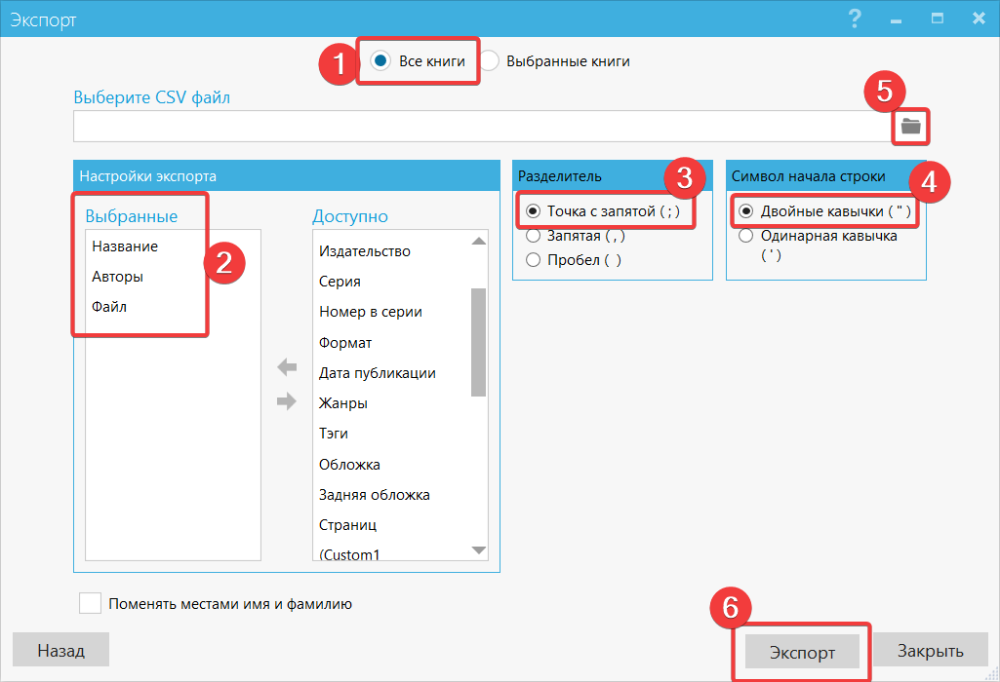 Экспорт
?
1
Все книги
Выбранные книги
Выберите CSV файл
5
Настройки экспорта
Выбранные
Название
Авторы
Файл
2
Доступно
Издательство
Серия
Номер в серии
Формат
Дата публикации
Жанры
Тэги
Обложка
Задняя обложка
Страниц
(Custom1
Разделитель
3
Точка с запятой ( ; )
Запятая ( , )
Пробел ( )
Символ начала строки
4
Двойные кавычки ( " )
Одинарная кавычка
( ' )
Поменять местами имя и фамилию
6
Назад
Экспорт
Закрыть